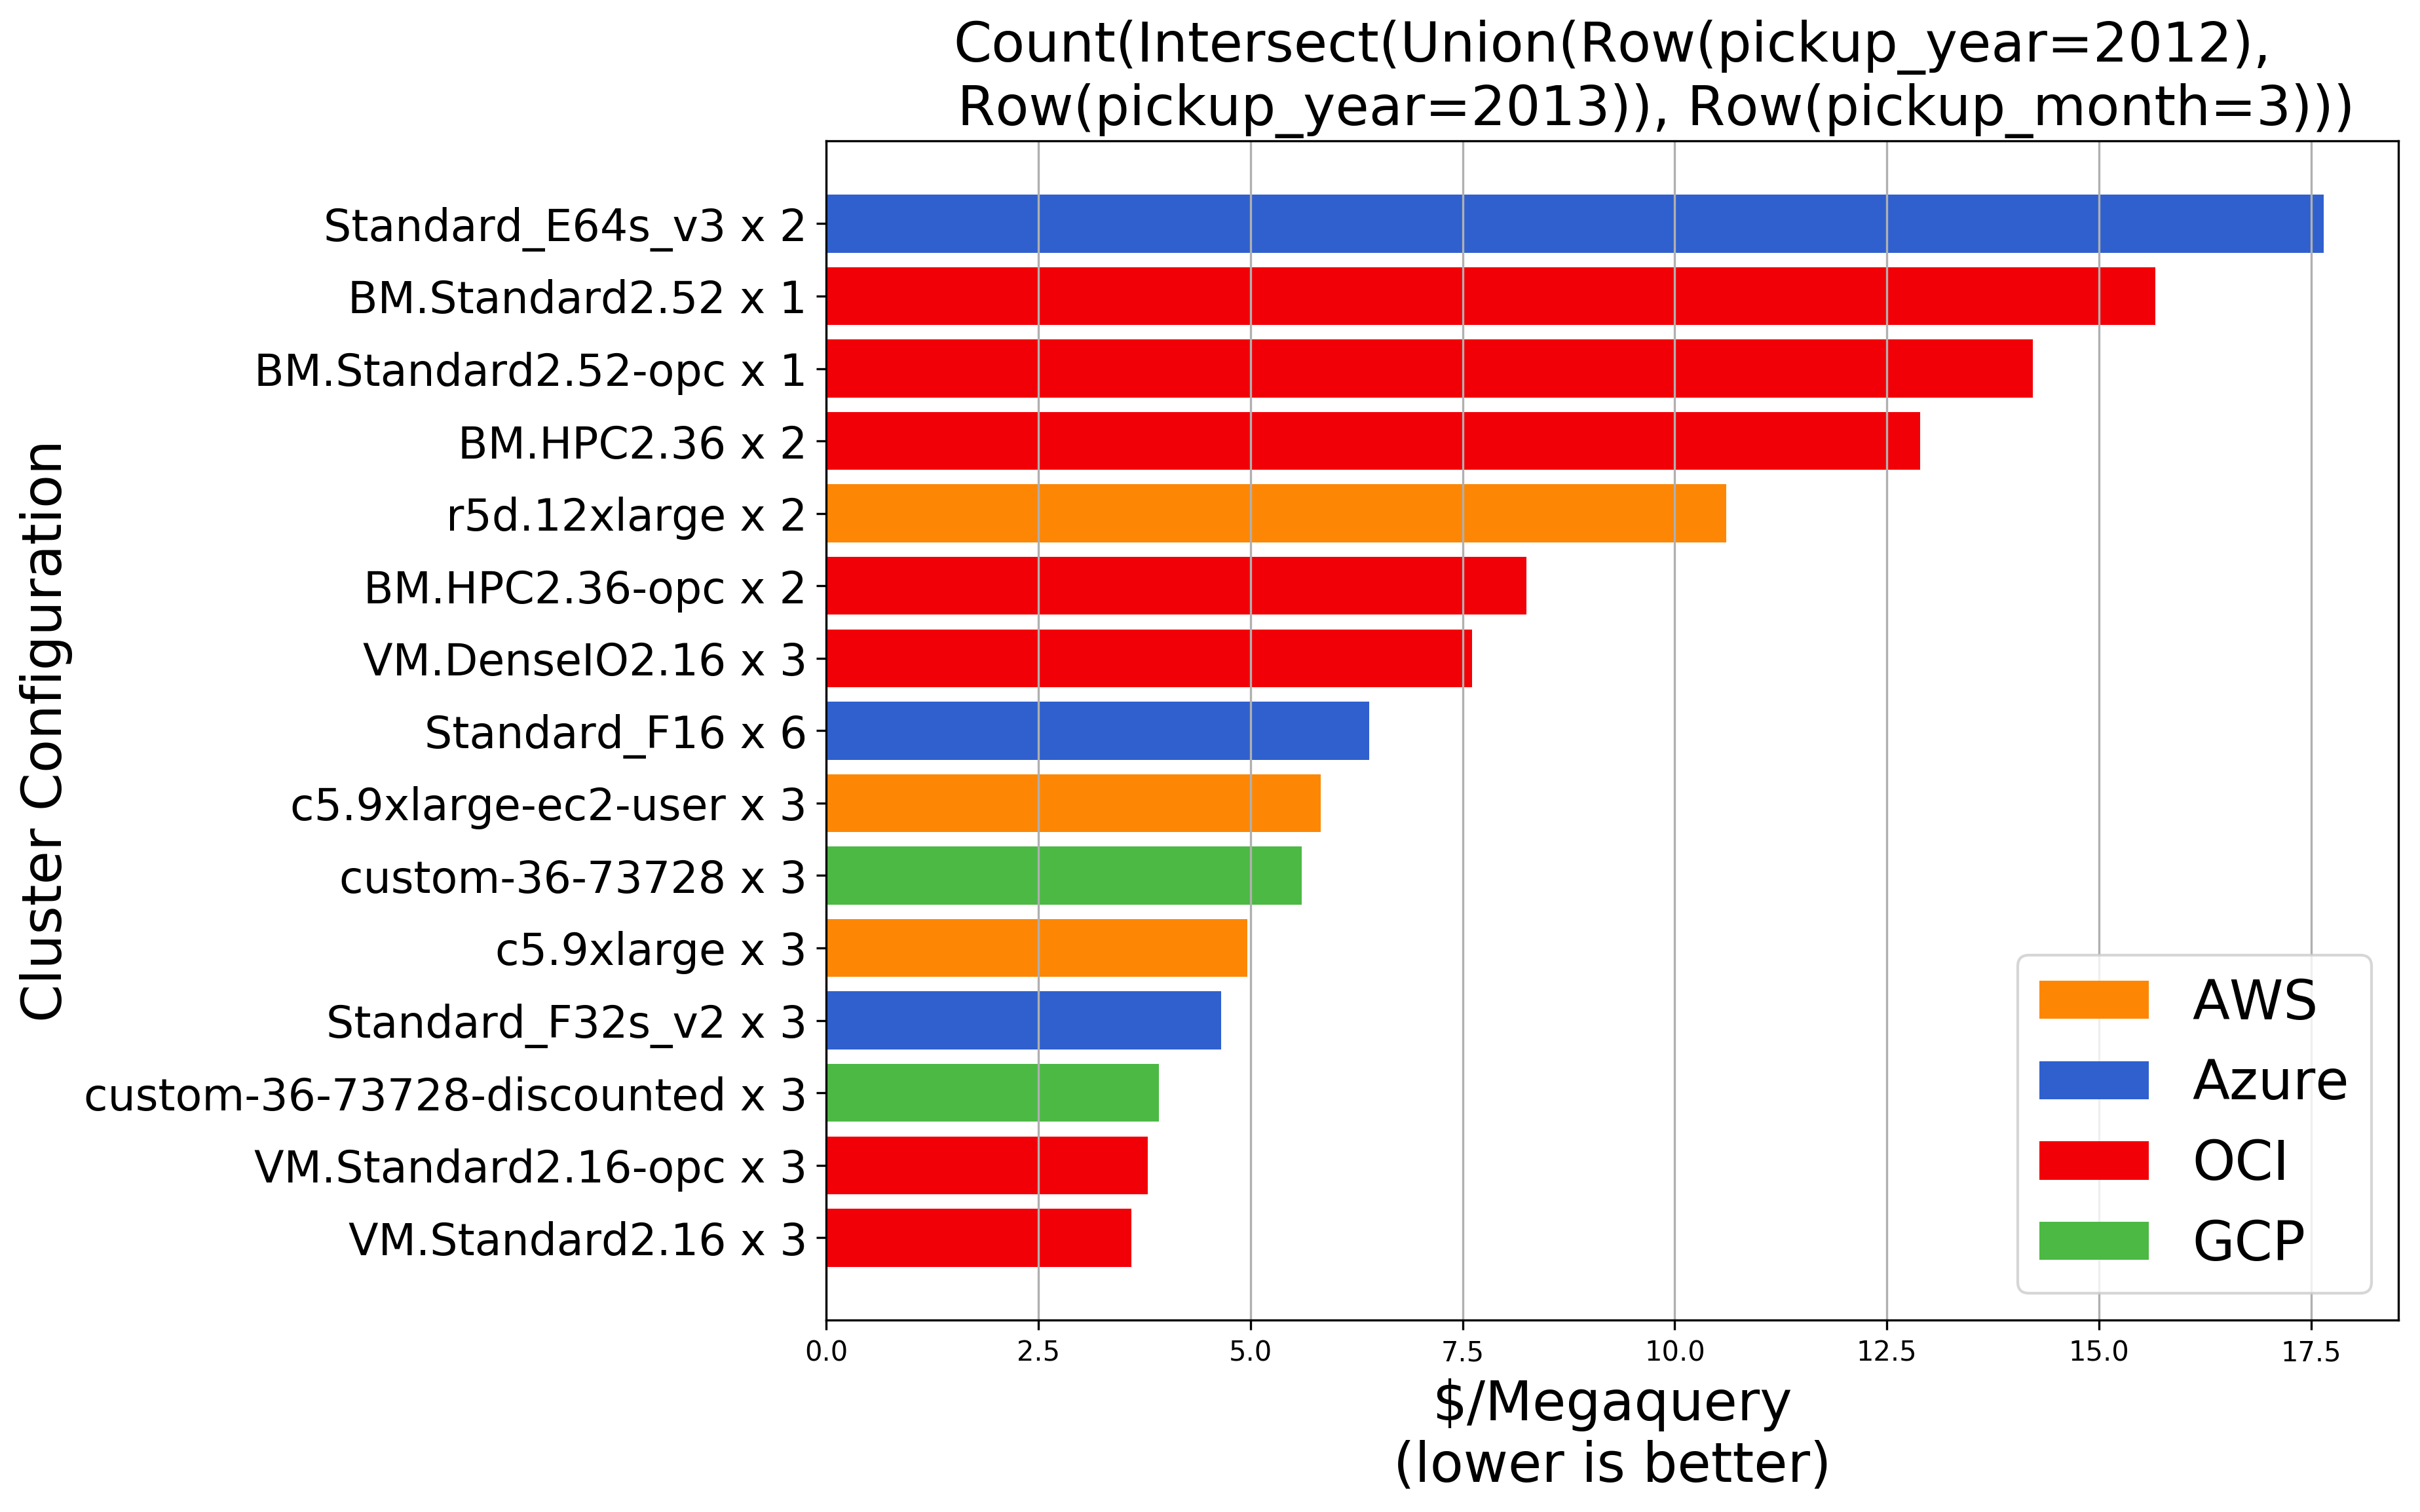 Count(Intersect(Union(Row(pickup_year=2012),
Row(pickup_year=2013)), Row(pickup_month=3)))
Cluster Configuration
Standard_E64s_v3 x 2
BM.Standard2.52 x 1
BM.Standard2.52-opc x 1
BM.HPC2.36 x 2
r5d.12xlarge x 2
BM.HPC2.36-opc x 2
VM.DenseIO2.16 x 3
Standard_F16 x 6
c5.9xlarge-ec2-user x 3
custom-36-73728 x 3
c5.9xlarge x 3
Standard_F32s_v2 x 3
custom-36-73728-discounted x 3
VM.Standard2.16-opc x 3
VM.Standard2.16 x 3
AWS
Azure
OCI
GCP
0.0 2.5 5.0 7.5 10.0 12.5 15.0 17.5
$/Megaquery
(lower is better)